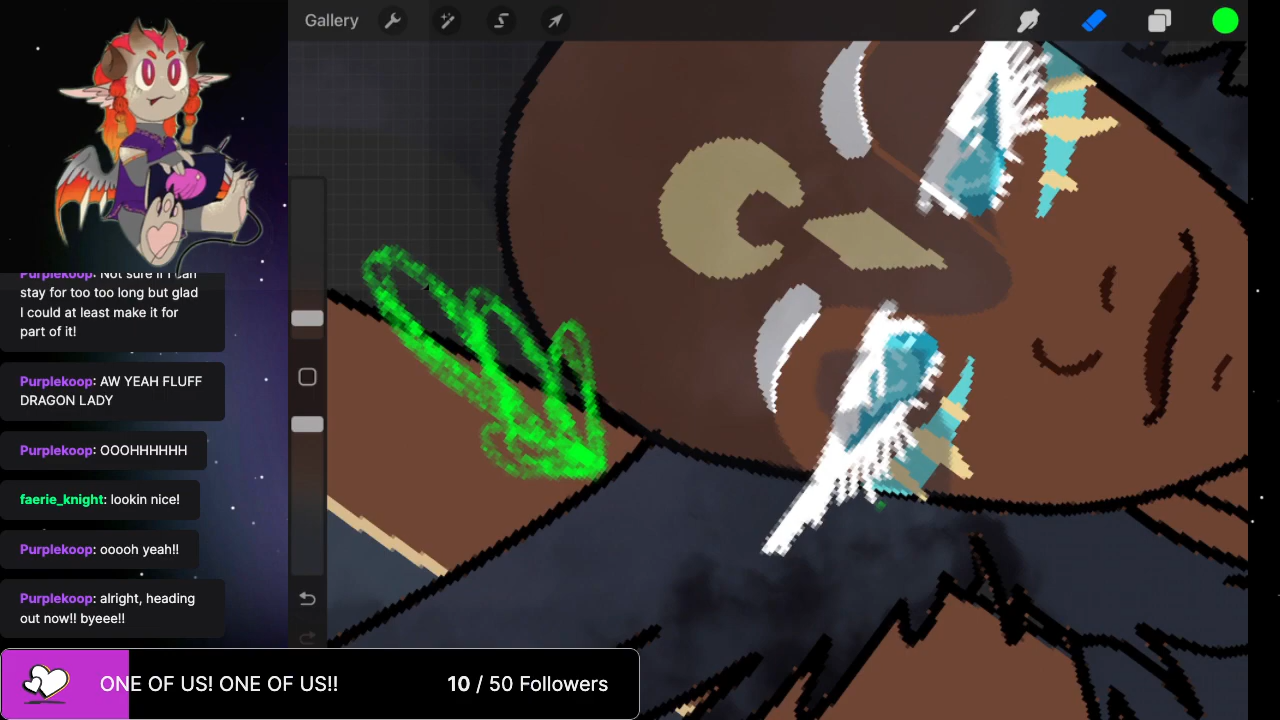 Gallery
Purplekoop: Not sure if I can
stay for too too long but glad
I could at least make it for
part of it!
Purplekoop: AW YEAH FLUFF
DRAGON LADY
Purplekoop: OOOHHHHHH
faerie_knight: lookin nice!
Purplekoop: ooooh yeah!!
Purplekoop: alright, heading
out now!! byeee!!
ONE OF US! ONE OF US!! 10 / 50 Followers